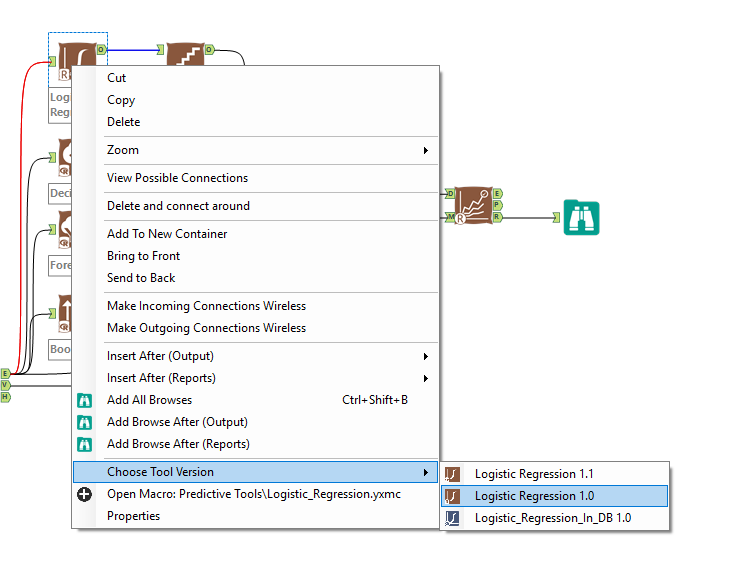 O
O
R
Cut
Logi
Copy
Reg
Delete
Zoom
Deci
View Possible Connections
Delete and connect around
D
E
P
M
R
R
Add To New Container
Fore
Bring to Front
Send to Back
Make Incoming Connections Wireless
Make Outgoing Connections Wireless
Boo
Insert After (Output)
E
Insert After (Reports)
V
Add All Browses Ctrl+Shift+B
H
Add Browse After (Output)
Add Browse After (Reports)
Choose Tool Version
Logistic Regression 1.1
Open Macro: Predictive Tools\Logistic_Regression.yxmc
Logistic Regression 1.0
Properties
Logistic_Regression_In_DB 1.0